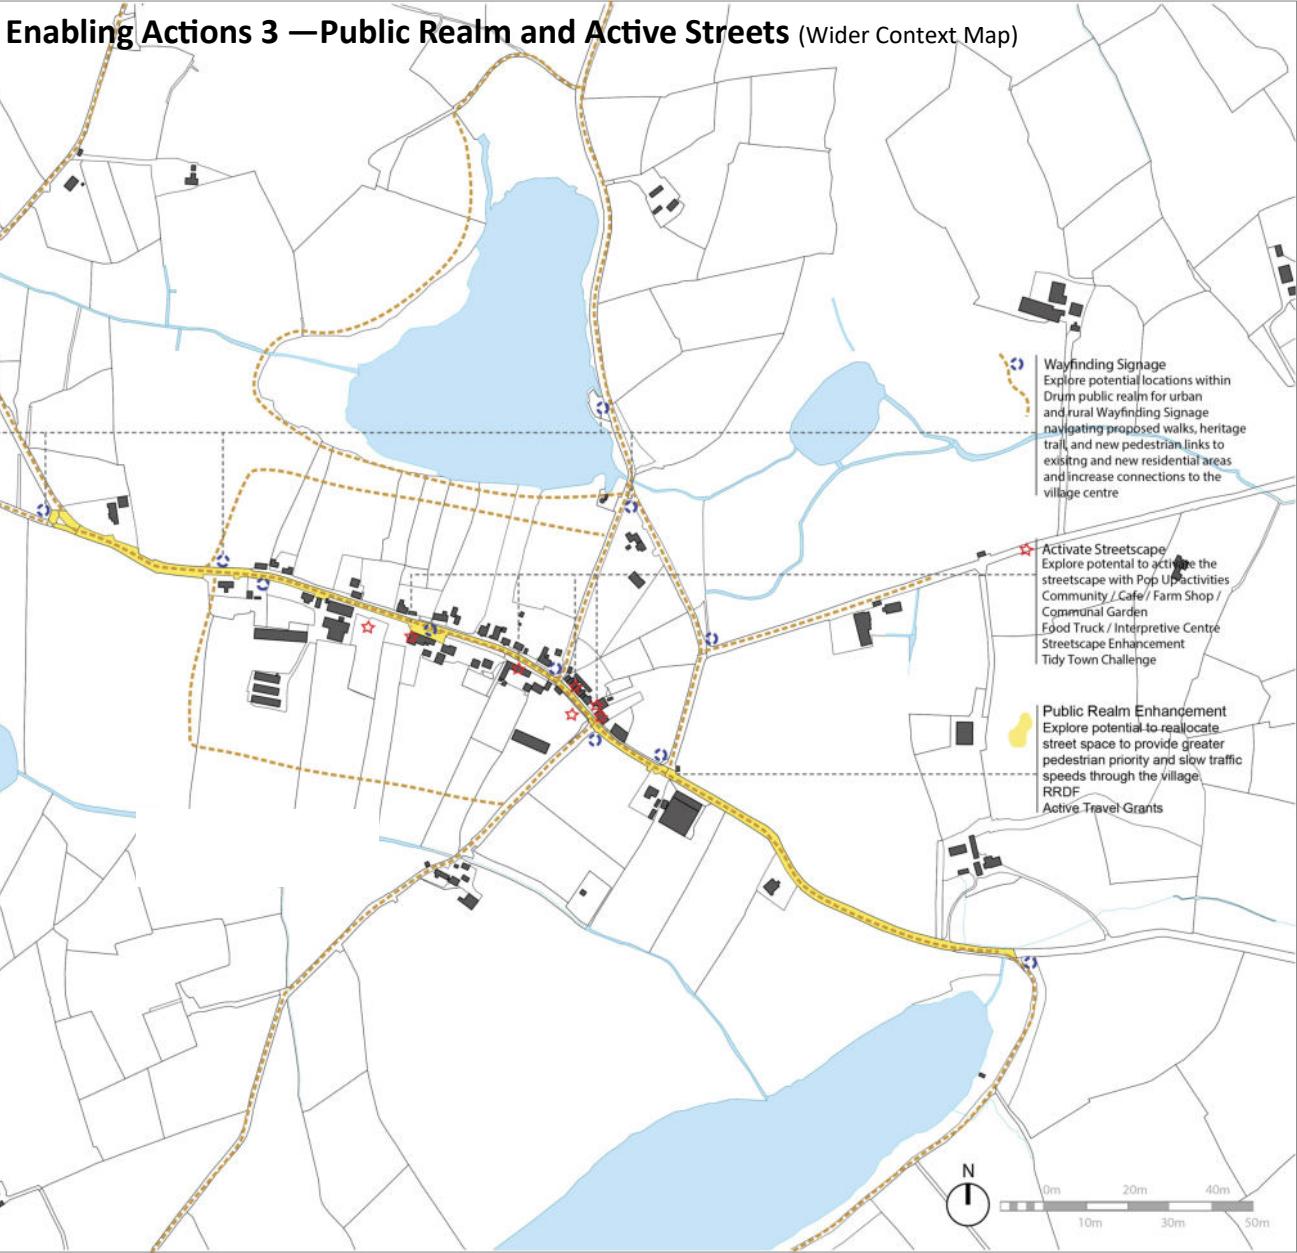 Enabling Actions 3 —Public Realm and Active Streets (Wider Context Map)
Wayfinding Signage
Explore potential locations within
Drum public realm for urban
and rural Wayfinding Signage
navigating proposed walks, heritage
trail, and new pedestrian links to
exisitng and new residential areas
and increase connections to the
village centre
Activate Streetscape
Explore potental to activate the
streetscape with Pop Up activities
Community / Cafe / Farm Shop /
Communal Garden
Food Truck / Interpretive Centre
Streetscape Enhancement
Tidy Town Challenge
Public Realm Enhancement
Explore potential to reallocate
street space to provide greater
pedestrian priority and slow traffic
speeds through the village.
RRDF
Active Travel Grants
N
0m 20m 40m
10m 30m 50m